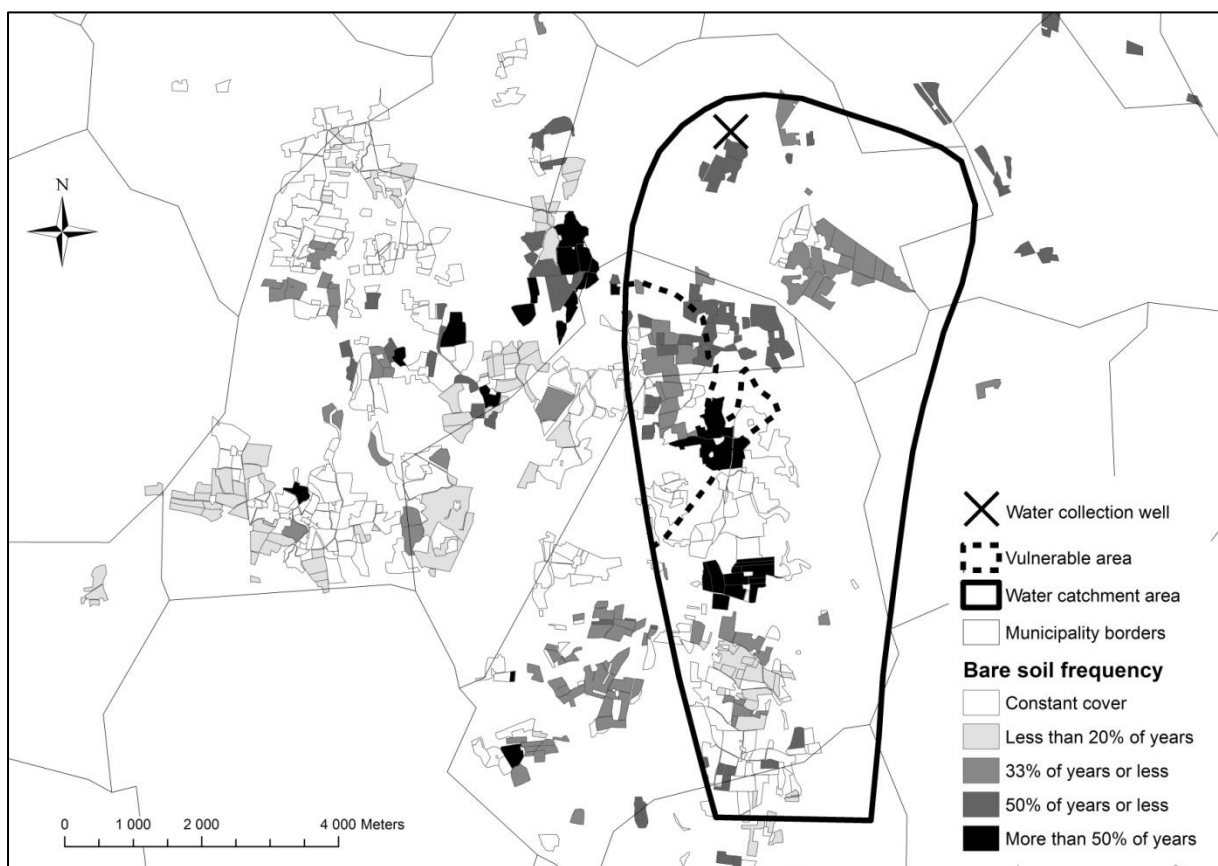 N
Water collection well
Vulnerable area
Water catchment area
Municipality borders
Bare soil frequency
Constant cover
Less than 20% of years
33% of years or less
50% of years or less
More than 50% of years
0 1 000 2 000 4 000 Meters